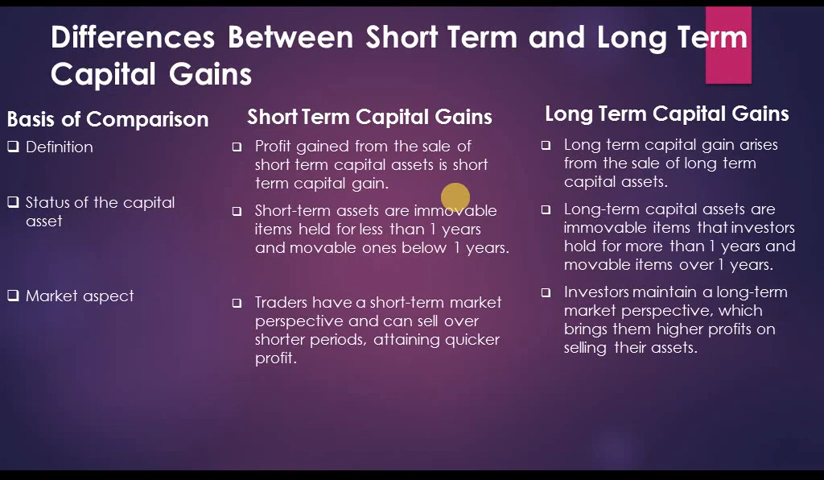 Differences Between Short Term and Long Term
Capital Gains
Basis of Comparison
Definition
Status of the capital
asset
Market aspect
Short Term Capital Gains
Profit gained from the sale of
short term capital assets is short
term capital gain.
Short-term assets are immovable
items held for less than 1 years
and movable ones below 1 years.
Traders have a short-term market
perspective and can sell over
shorter periods, attaining quicker
profit.
Long Term Capital Gains
Long term capital gain arises
from the sale of long term
capital assets.
Long-term capital assets are
immovable items that investors
hold for more than 1 years and
movable items over 1 years.
Investors maintain a long-term
market perspective, which
brings them higher profits on
selling their assets.